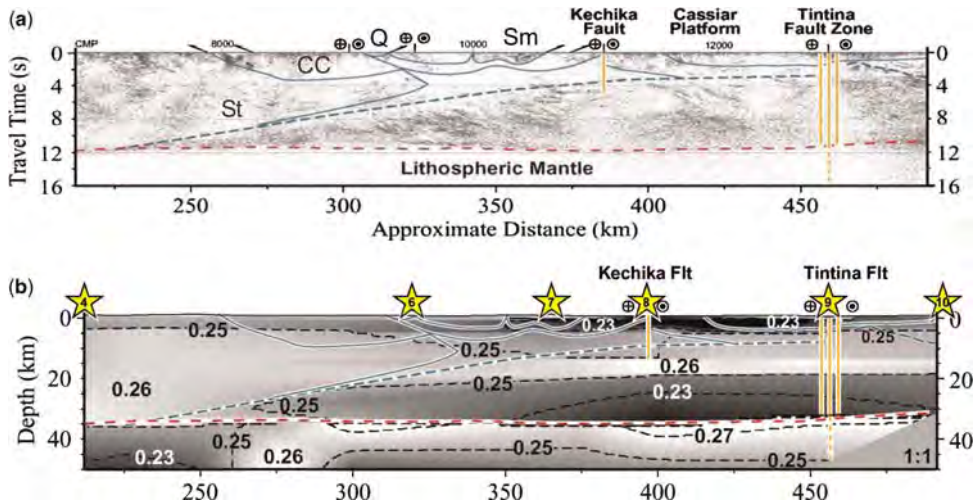 (a)
Kechika Fault
Cassiar Platform
Tintina Fault Zone
CMP 8000 Q 10000 Sm 12000
0 0
CC
4 4
St
8 8
12 12
Lithospheric Mantle
16 16
Travel Time (s)
250 300 350 400 450
Approximate Distance (km)
(b)
Kechika Flt Tintina Flt
4 6 7 8 9 10
0 0.25 0.23 0.23 0
0.25 0.25
0.26
20 0.25 0.23 20
0.25
0.25 0.27
40 0.23 0.26 0.25 1:1 40
Depth (km)
250 300 350 400 450